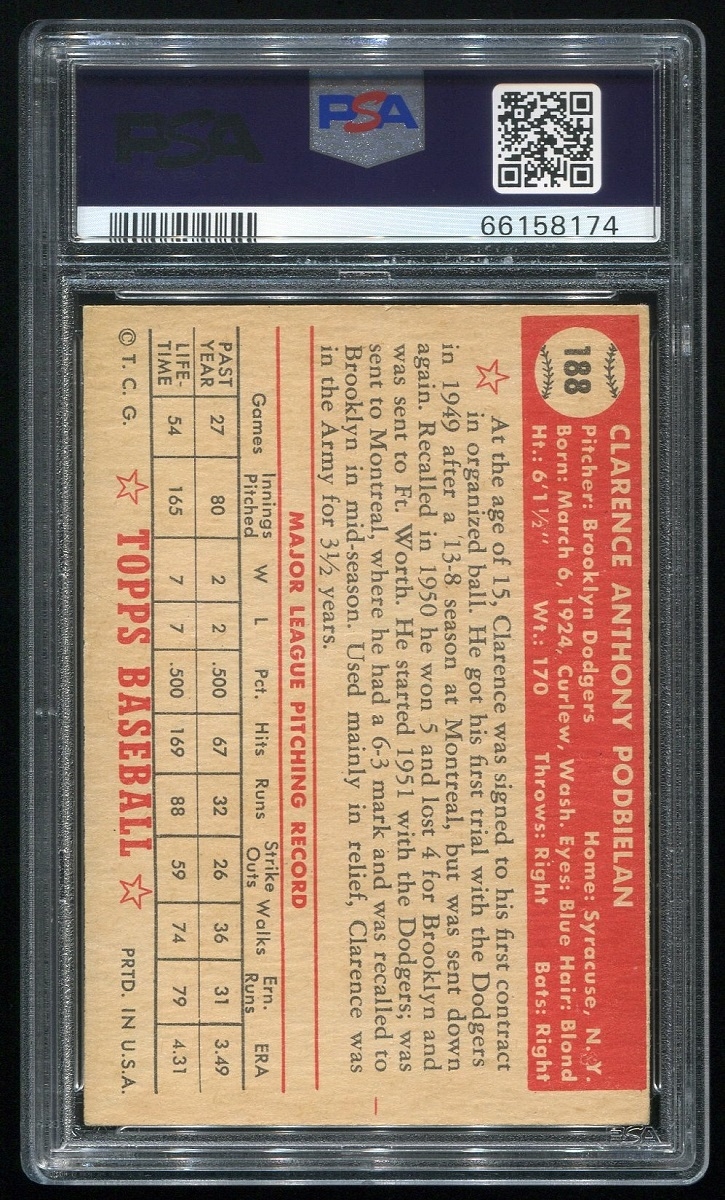 PSA
PSA
66158174
188
CLARENCE ANTHONY PODBIELAN
Pitcher: Brooklyn Dodgers Home: Syracuse, N. Y.
Born: March 6, 1924, Curlew, Wash. Eyes: Blue Hair: Blond
Ht.: 6'1½" Wt.: 170 Throws: Right Bats: Right
At the age of 15, Clarence was signed to his first contract
in organized ball. He got his first trial with the Dodgers
in 1949 after a 13-8 season at Montreal, but was sent down
again. Recalled in 1950 he won 5 and lost 4 for Brooklyn and
was sent to Ft. Worth. He started 1951 with the Dodgers; was
sent to Montreal, where he had a 6-3 mark and was recalled to
Brooklyn in mid-season. Used mainly in relief, Clarence was
in the Army for 3½ years.
MAJOR LEAGUE PITCHING RECORD
Games Innings Pitched W L Pct. Hits Runs Strike Outs Walks Ern. Runs ERA
PAST YEAR 27 80 2 2 .500 67 32 26 36 31 3.49
LIFE-TIME 54 165 7 7 .500 169 88 59 74 79 4.31
© T. C. G. TOPPS BASEBALL PRTD. IN U.S.A.
PSA